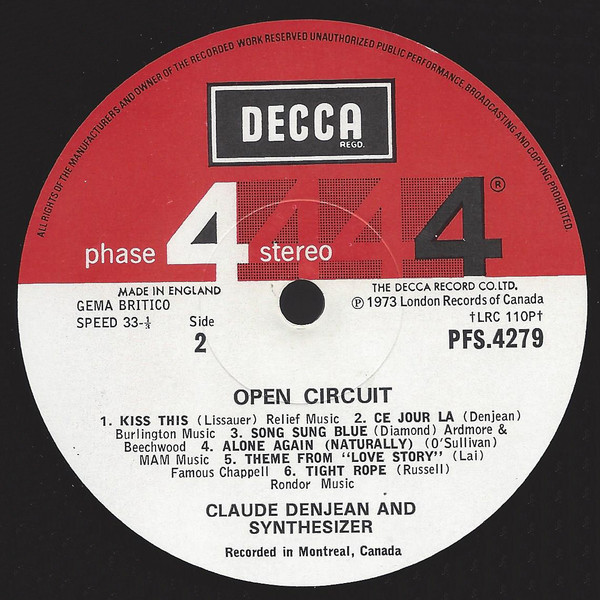 ALL RIGHTS OF THE MANUFACTURERS AND OWNER OF THE RECORDED WORK RESERVED UNAUTHORIZED PUBLIC PERFORMANCE, BROADCASTING AND COPYING PROHIBITED.
DECCA
REGD.
4 4 4 4 ®
phase 4 stereo
MADE IN ENGLAND
THE DECCA RECORD CO. LTD.
GEMA BRITICO
℗ 1973 London Records of Canada
SPEED 33-⅓
Side
†LRC 110P†
2
PFS.4279
OPEN CIRCUIT
1. KISS THIS (Lissauer) Relief Music 2. CE JOUR LA (Denjean)
Burlington Music 3. SONG SUNG BLUE (Diamond) Ardmore &
Beechwood 4. ALONE AGAIN (NATURALLY) (O'Sullivan)
MAM Music 5. THEME FROM "LOVE STORY" (Lai)
Famous Chappell 6. TIGHT ROPE (Russell)
Rondor Music
CLAUDE DENJEAN AND
SYNTHESIZER
Recorded in Montreal, Canada